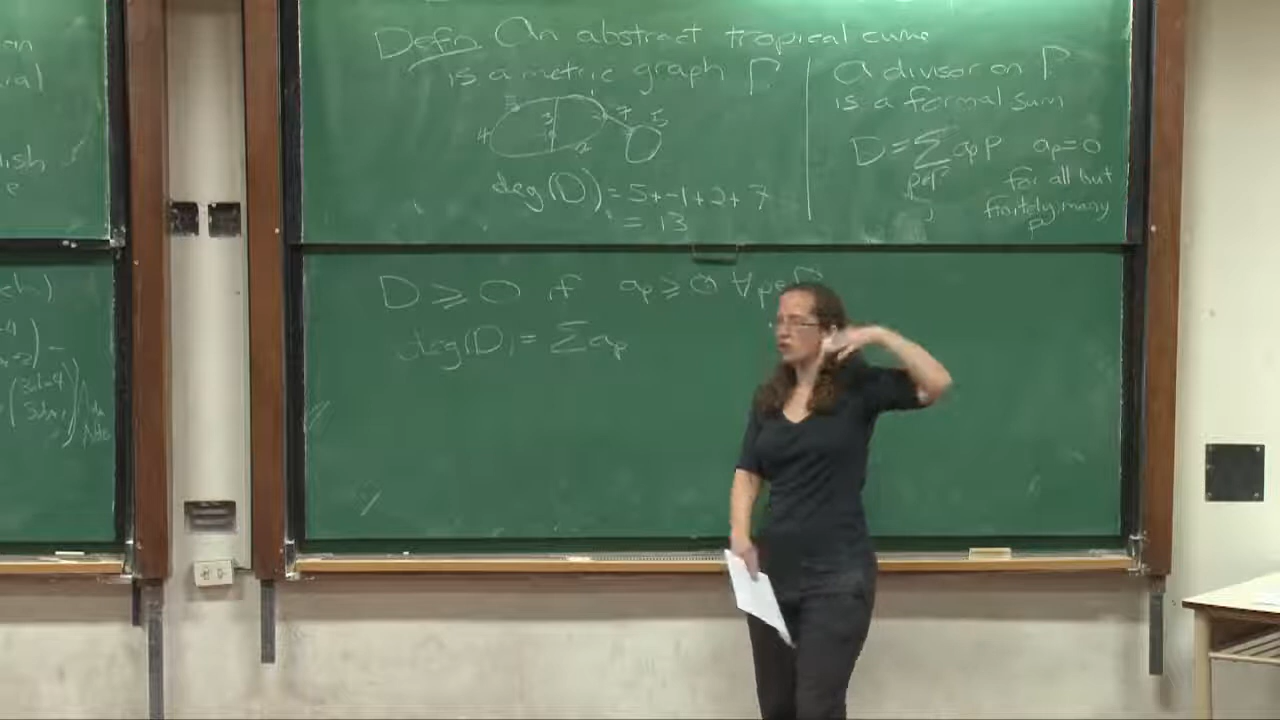 Defn. An abstract tropical curve
is a metric graph Γ
5
4
3
7
5
2
deg(D) = 5+-1+2+7
= 13
A divisor on Γ
is a formal sum
D = ∑ aₚP aₚ=0
p∈Γ for all but
finitely many
p
D ≥ 0 if aₚ ≥ 0 ∀p∈Γ
deg(D) = ∑ aₚ